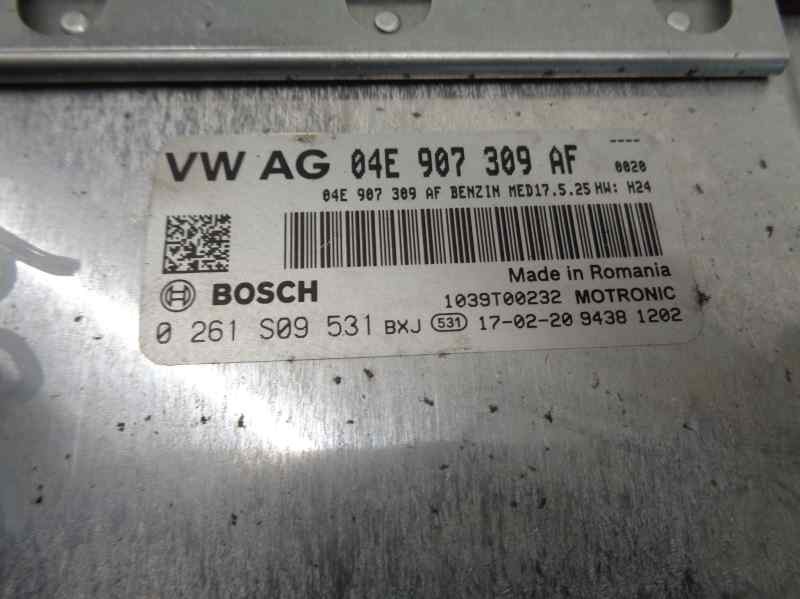 ----
VW AG 04E 907 309 AF 0020
04E 907 309 AF BENZIN MED17.5.25 HW: H24
Made in Romania
BOSCH 1039T00232 MOTRONIC
0 261 S09 531 BXJ 531 17-02-20 9438 1202